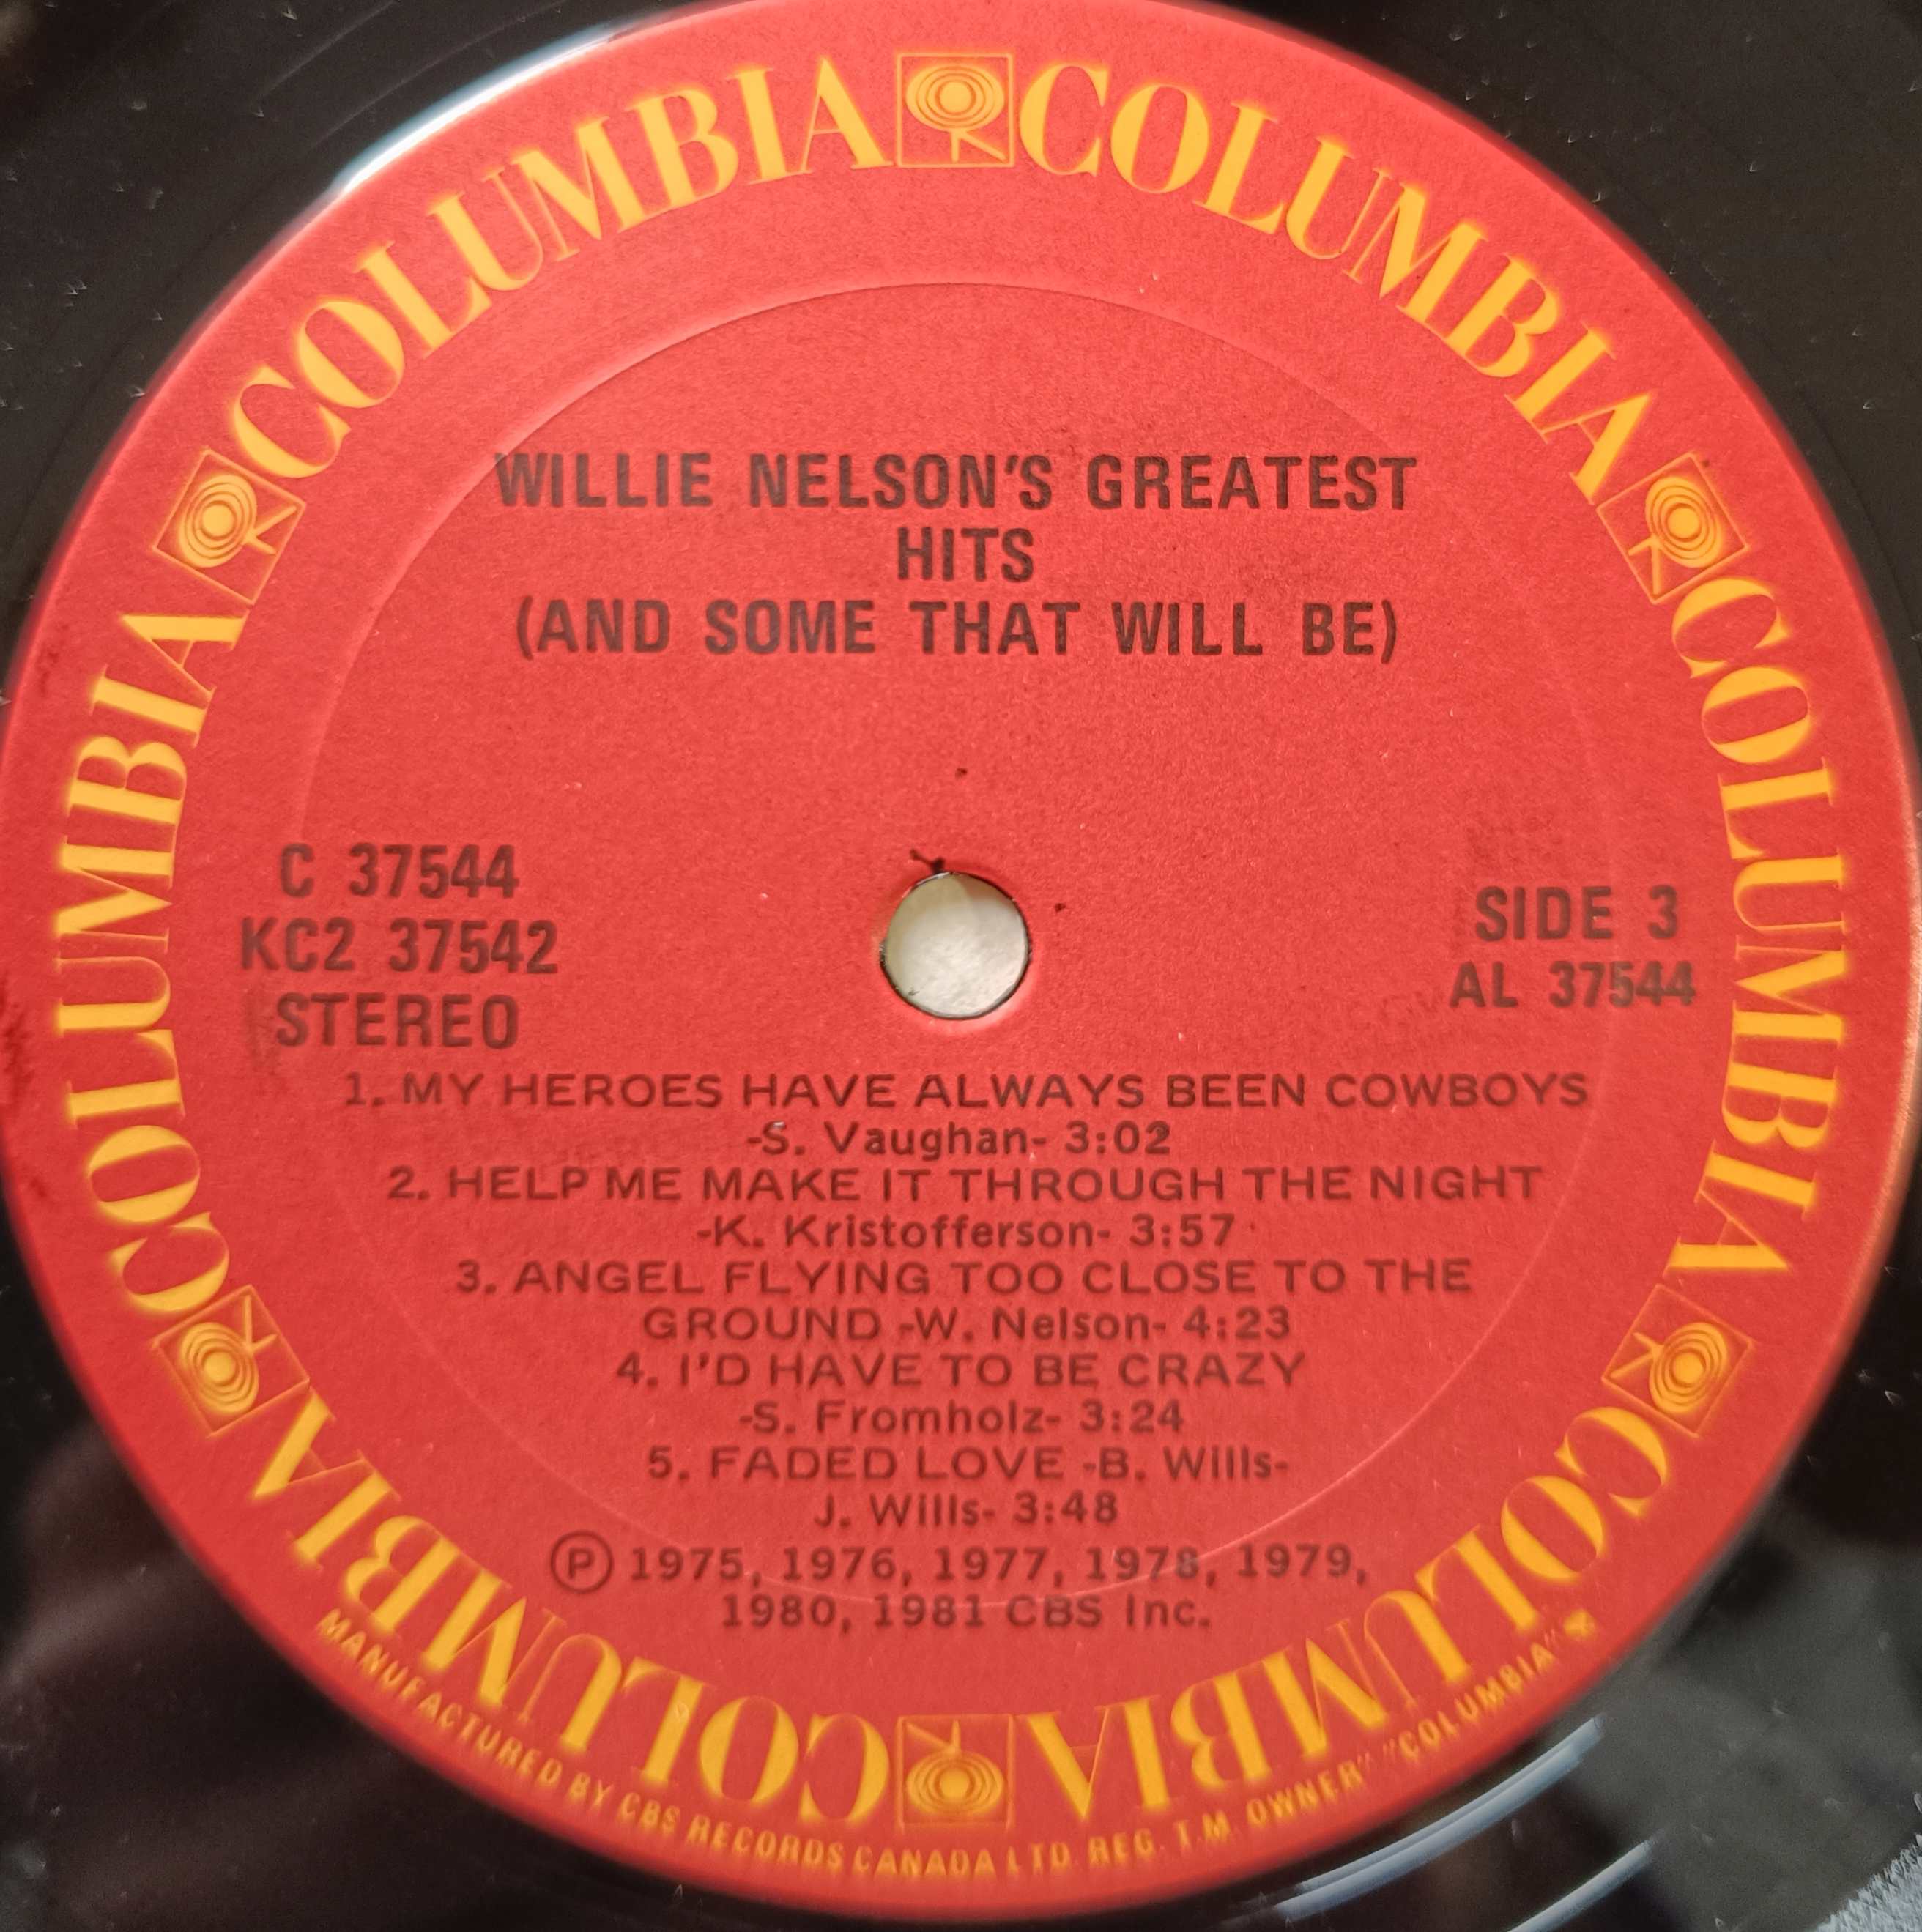 COLUMBIA COLUMBIA COLUMBIA COLUMBIA COLUMBIA COLUMBIA
WILLIE NELSON'S GREATEST
HITS
(AND SOME THAT WILL BE)
C 37544
KC2 37542
STEREO
SIDE 3
AL 37544
1. MY HEROES HAVE ALWAYS BEEN COWBOYS
-S. Vaughan- 3:02
2. HELP ME MAKE IT THROUGH THE NIGHT
-K. Kristofferson- 3:57
3. ANGEL FLYING TOO CLOSE TO THE
GROUND -W. Nelson- 4:23
4. I'D HAVE TO BE CRAZY
-S. Fromholz- 3:24
5. FADED LOVE -B. Wills-
J. Wills- 3:48
Ⓟ 1975, 1976, 1977, 1978, 1979,
1980, 1981 CBS Inc.
MANUFACTURED BY CBS RECORDS CANADA LTD. REG. T.M. OWNER" "COLUMBIA"